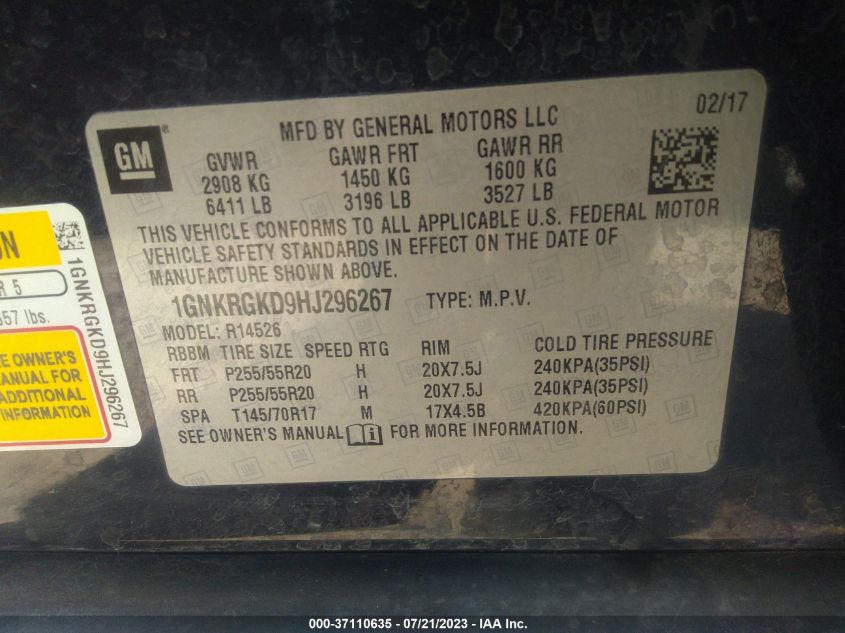 02/17
GM
®
MFD BY GENERAL MOTORS LLC
GVWR GAWR FRT GAWR RR
2908 KG 1450 KG 1600 KG
6411 LB 3196 LB 3527 LB
THIS VEHICLE CONFORMS TO ALL APPLICABLE U.S. FEDERAL MOTOR
VEHICLE SAFETY STANDARDS IN EFFECT ON THE DATE OF
MANUFACTURE SHOWN ABOVE.
1GNKRGKD9HJ296267 TYPE: M.P.V.
MODEL: R14526
RBBM TIRE SIZE SPEED RTG RIM COLD TIRE PRESSURE
FRT P255/55R20 H 20X7.5J 240KPA(35PSI)
RR P255/55R20 H 20X7.5J 240KPA(35PSI)
SPA T145/70R17 M 17X4.5B 420KPA(60PSI)
SEE OWNER'S MANUAL FOR MORE INFORMATION.
R 5
57 lbs.
E OWNER'S
MANUAL FOR
ADDITIONAL
INFORMATION
1GNKRGKD9HJ296267
000-37110635 / 07/21/2023 / IAA Inc.